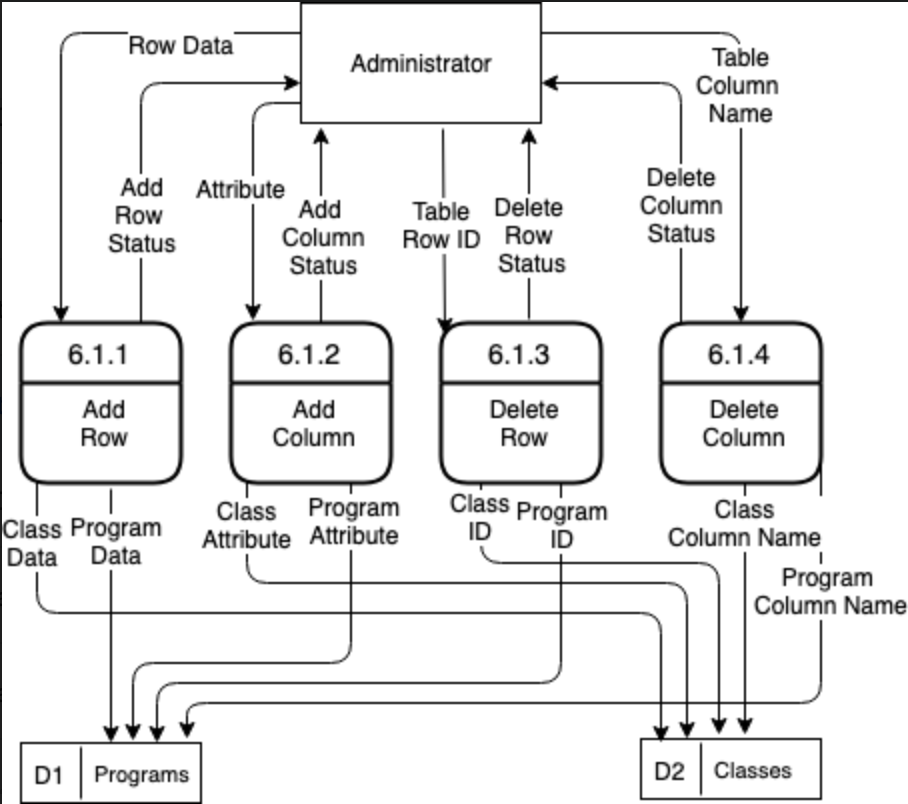 Row Data
Administrator
Table
Column
Name
Add
Row
Status
Attribute
Add
Column
Status
Table
Row ID
Delete
Row
Status
Delete
Column
Status
6.1.1
Add
Row
6.1.2
Add
Column
6.1.3
Delete
Row
6.1.4
Delete
Column
Class
Data
Program
Data
Class
Attribute
Program
Attribute
Class
ID
Program
ID
Class
Column Name
Program
Column Name
D1 Programs
D2 Classes